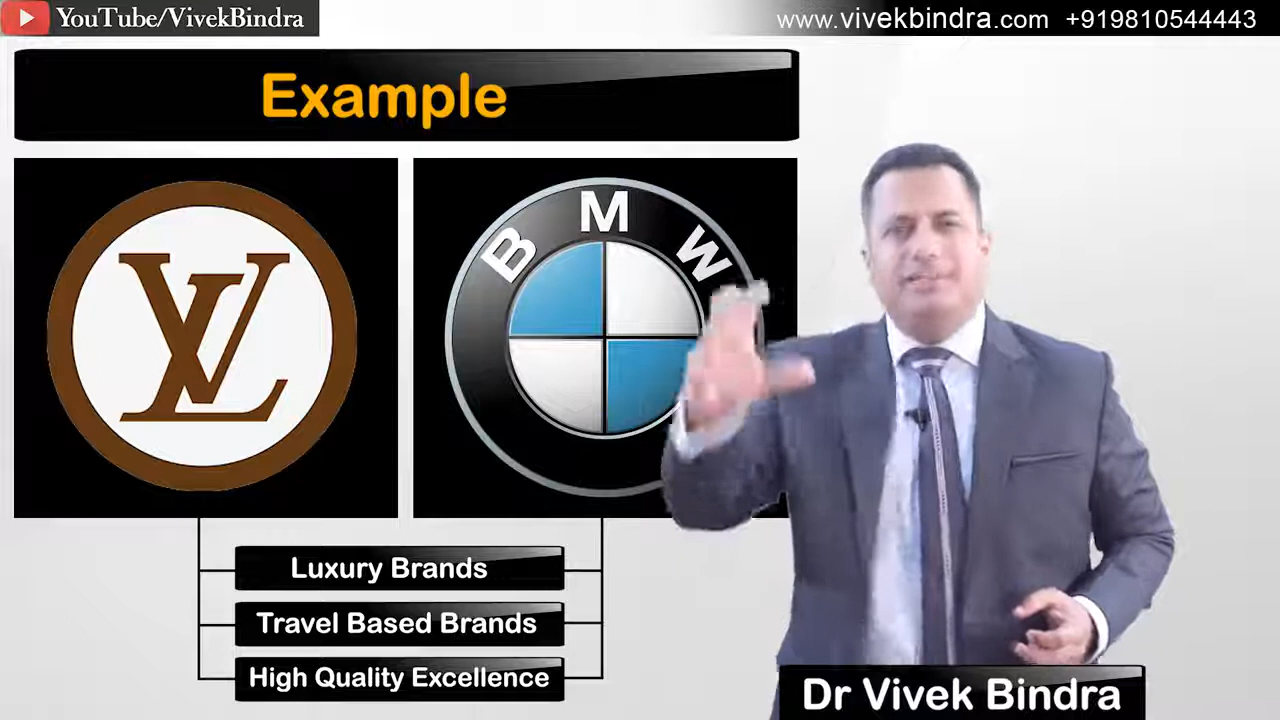 YouTube/VivekBindra
www.vivekbindra.com +919810544443
Example
LV
BMW
Luxury Brands
Travel Based Brands
High Quality Excellence
Dr Vivek Bindra